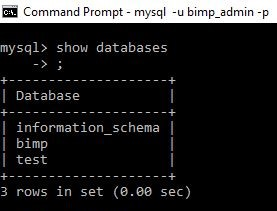 Command Prompt - mysql -u bimp_admin -p
mysql> show databases
    -> ;
+--------------------+
| Database           |
+--------------------+
| information_schema |
| bimp               |
| test               |
+--------------------+
3 rows in set (0.00 sec)